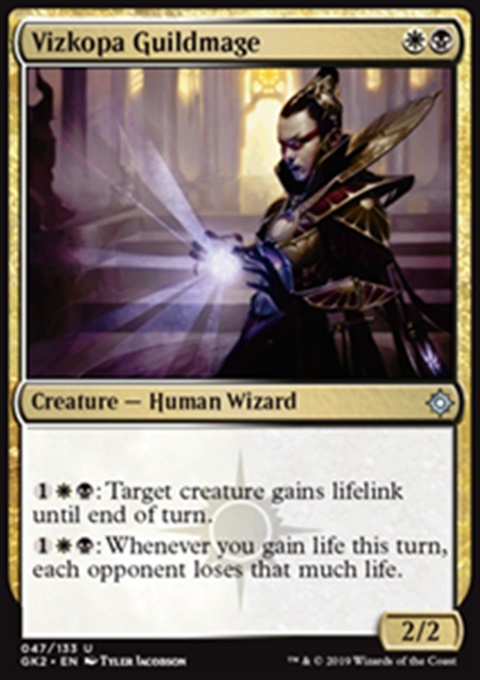 Vizkopa Guildmage
Creature — Human Wizard
1: Target creature gains lifelink
until end of turn.
1: Whenever you gain life this turn,
each opponent loses that much life.
2/2
047/133 U
GK2 • EN Tyler Jacobson
™ & © 2019 Wizards of the Coast